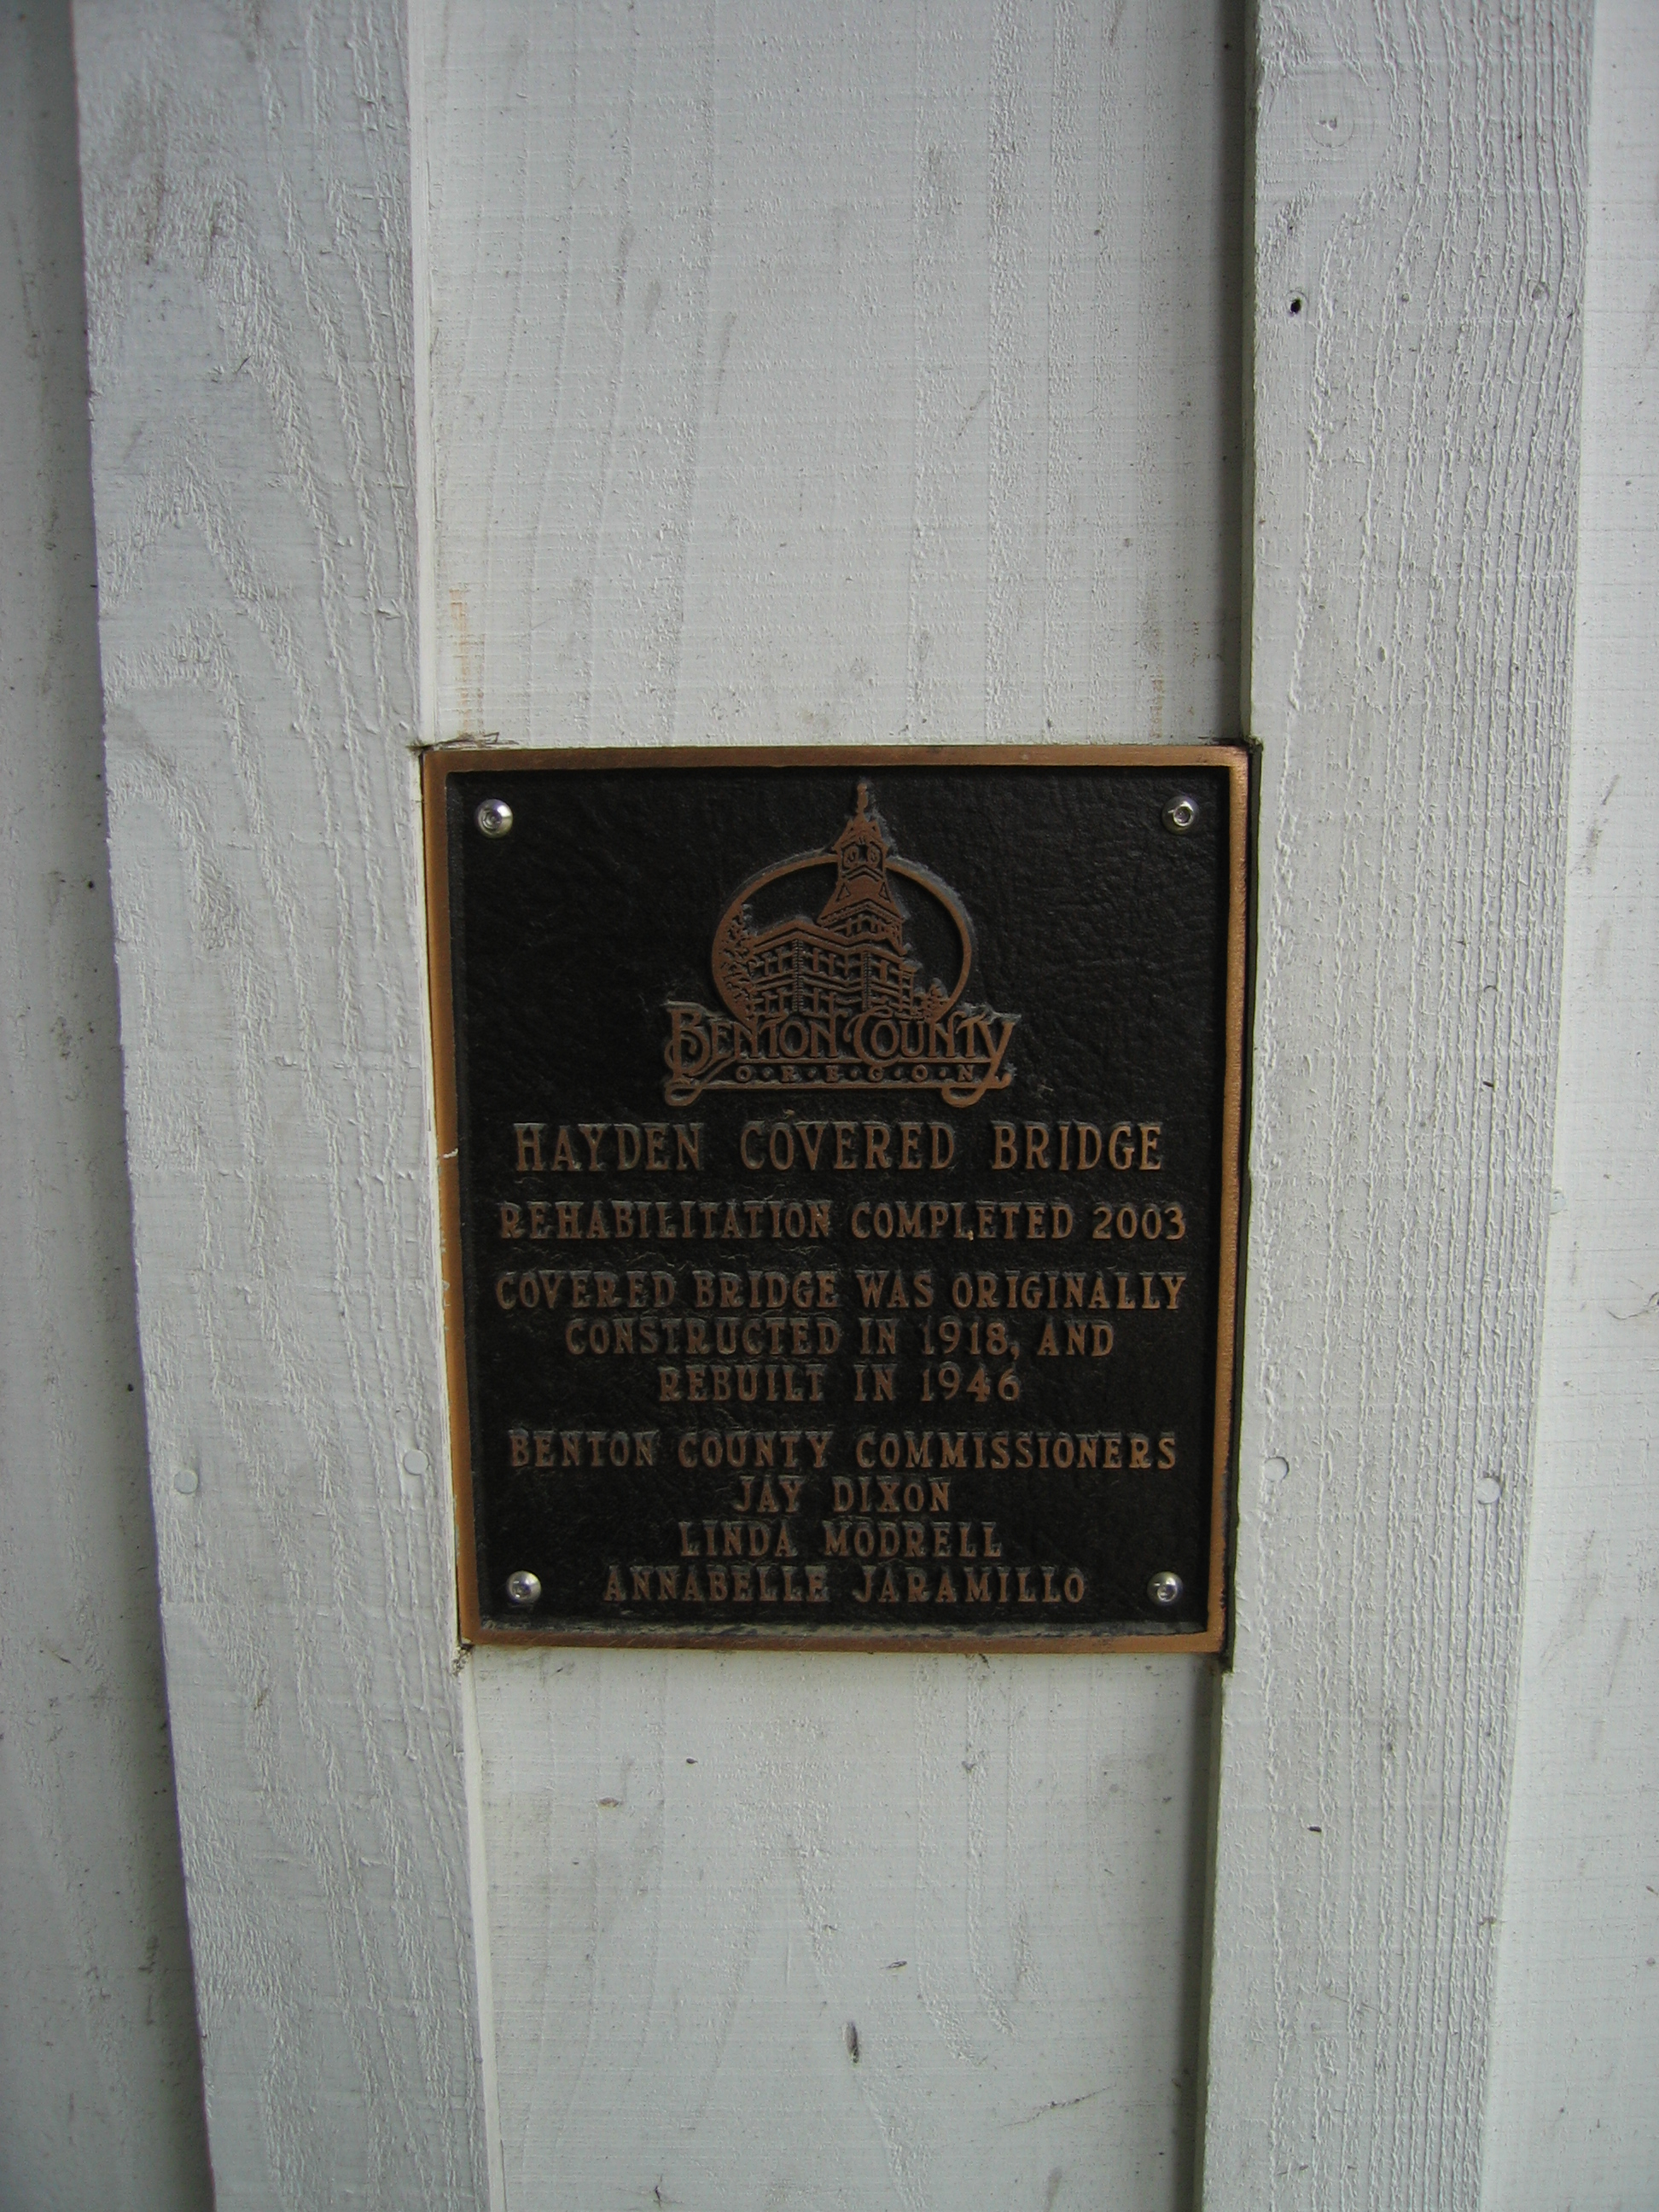 BENTON COUNTY
O·R·E·G·O·N
HAYDEN COVERED BRIDGE
REHABILITATION COMPLETED 2003
COVERED BRIDGE WAS ORIGINALLY
CONSTRUCTED IN 1918, AND
REBUILT IN 1946
BENTON COUNTY COMMISSIONERS
JAY DIXON
LINDA MODRELL
ANNABELLE JARAMILLO